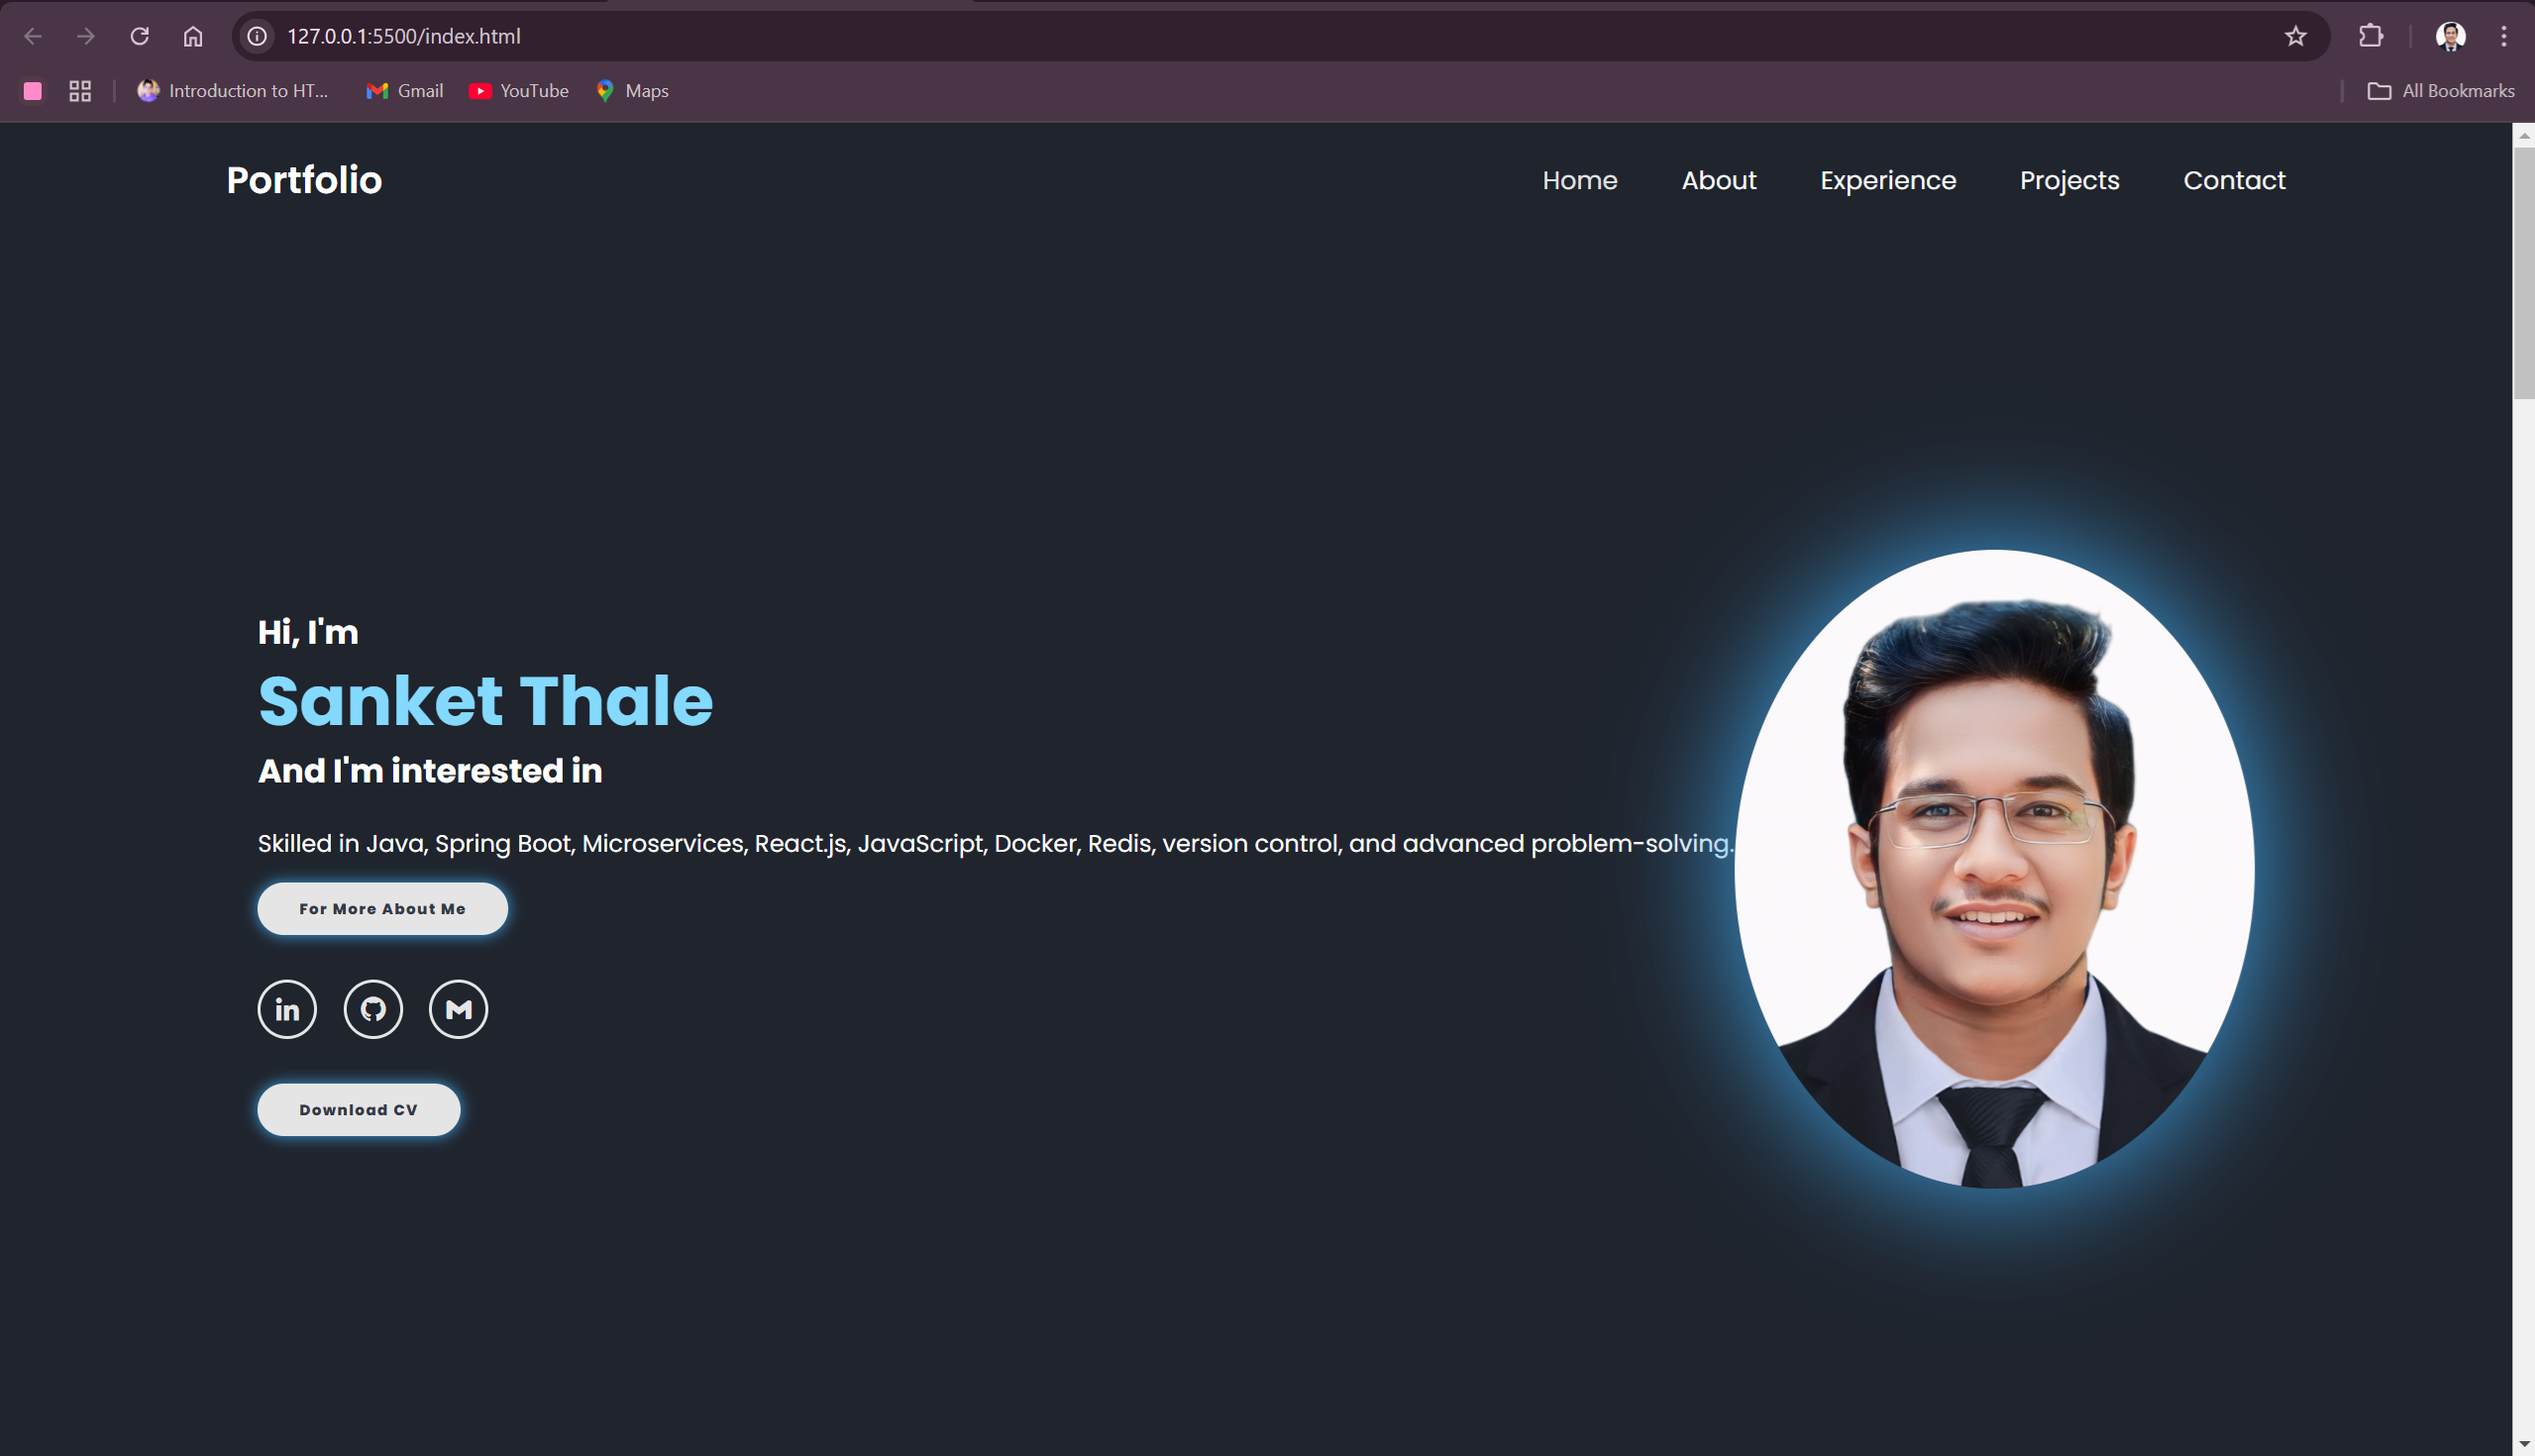 127.0.0.1:5500/index.html
Introduction to HT...
Gmail
YouTube
Maps
All Bookmarks
Portfolio
Home
About
Experience
Projects
Contact
Hi, I'm
Sanket Thale
And I'm interested in
Skilled in Java, Spring Boot, Microservices, React.js, JavaScript, Docker, Redis, version control, and advanced problem-solving.
For More About Me
in
Download CV